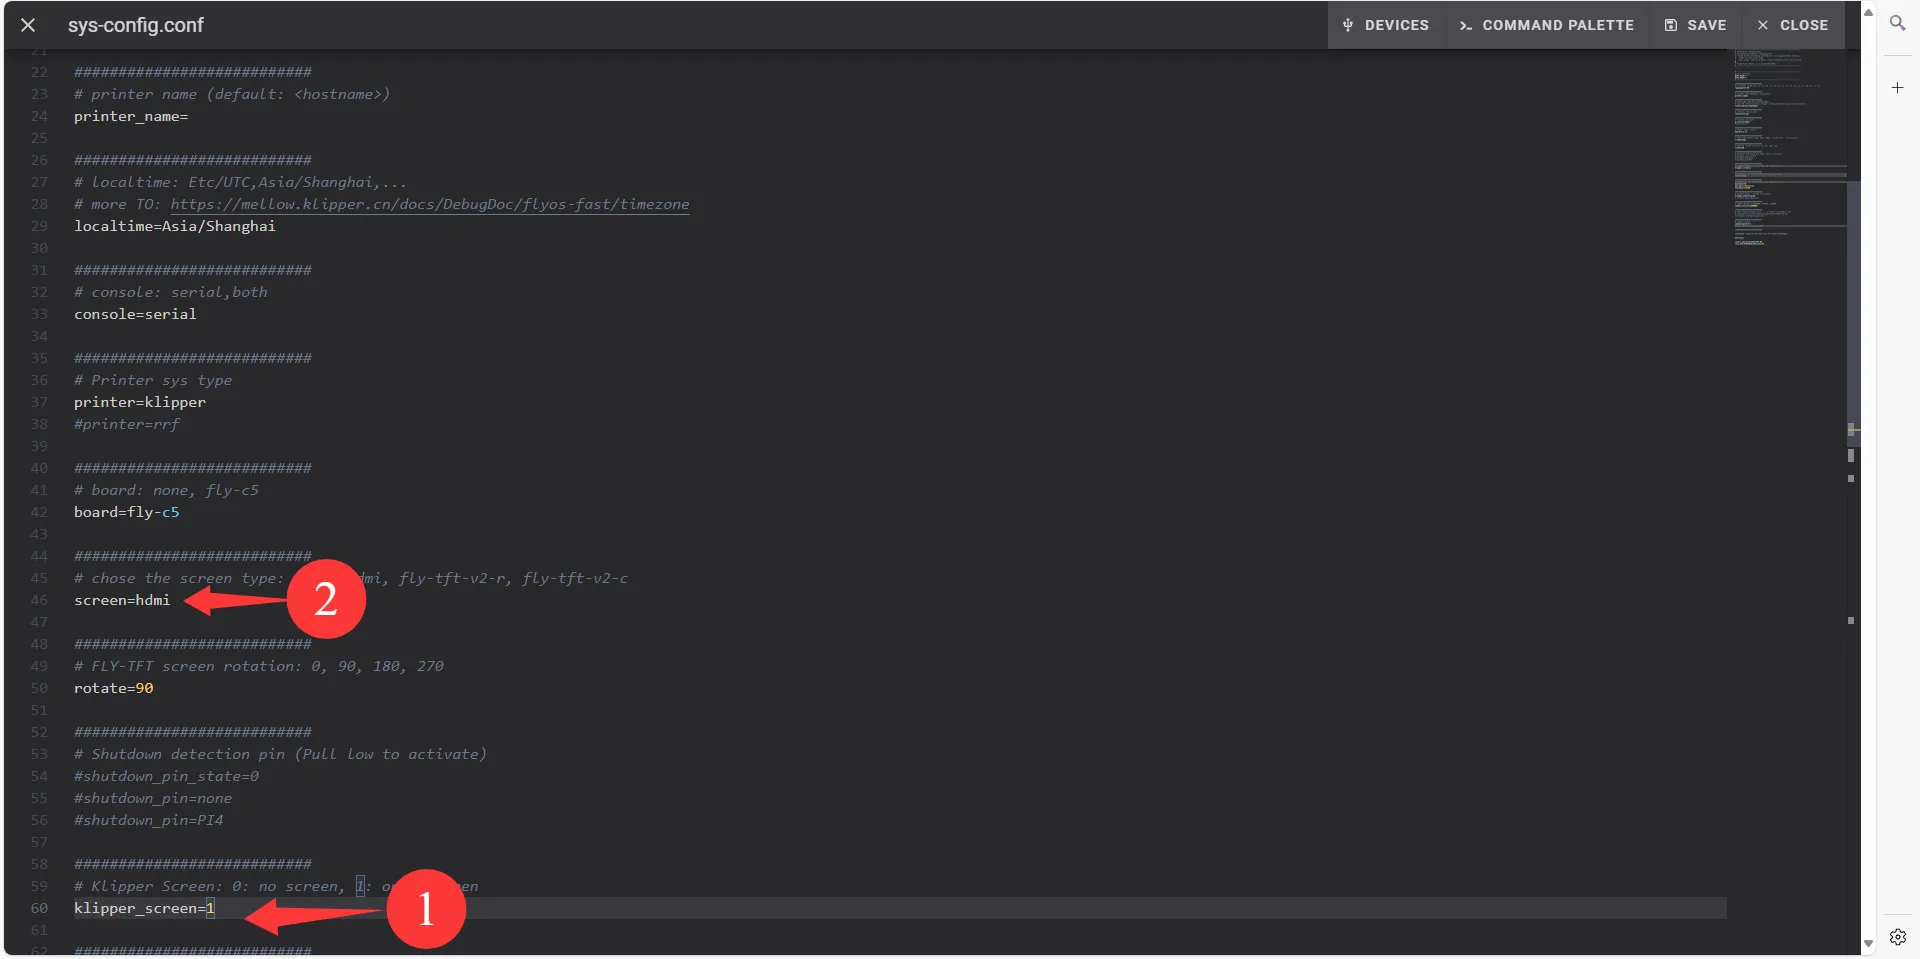 sys-config.conf
DEVICES
COMMAND PALETTE
SAVE
CLOSE
21
22 ###########################
23 # printer name (default: <hostname>)
24 printer_name=
25
26 ###########################
27 # localtime: Etc/UTC,Asia/Shanghai,...
28 # more TO: https://mellow.klipper.cn/docs/DebugDoc/flyos-fast/timezone
29 localtime=Asia/Shanghai
30
31 ###########################
32 # console: serial,both
33 console=serial
34
35 ###########################
36 # Printer sys type
37 printer=klipper
38 #printer=rrf
39
40 ###########################
41 # board: none, fly-c5
42 board=fly-c5
43
44 ###########################
45 # chose the screen type: dmi, fly-tft-v2-r, fly-tft-v2-c
46 screen=hdmi
2
47
48 ###########################
49 # FLY-TFT screen rotation: 0, 90, 180, 270
50 rotate=90
51
52 ###########################
53 # Shutdown detection pin (Pull low to activate)
54 #shutdown_pin_state=0
55 #shutdown_pin=none
56 #shutdown_pin=PI4
57
58 ###########################
59 # Klipper Screen: 0: no screen, 1: o en
60 klipper_screen=1
1
61
62 ###########################